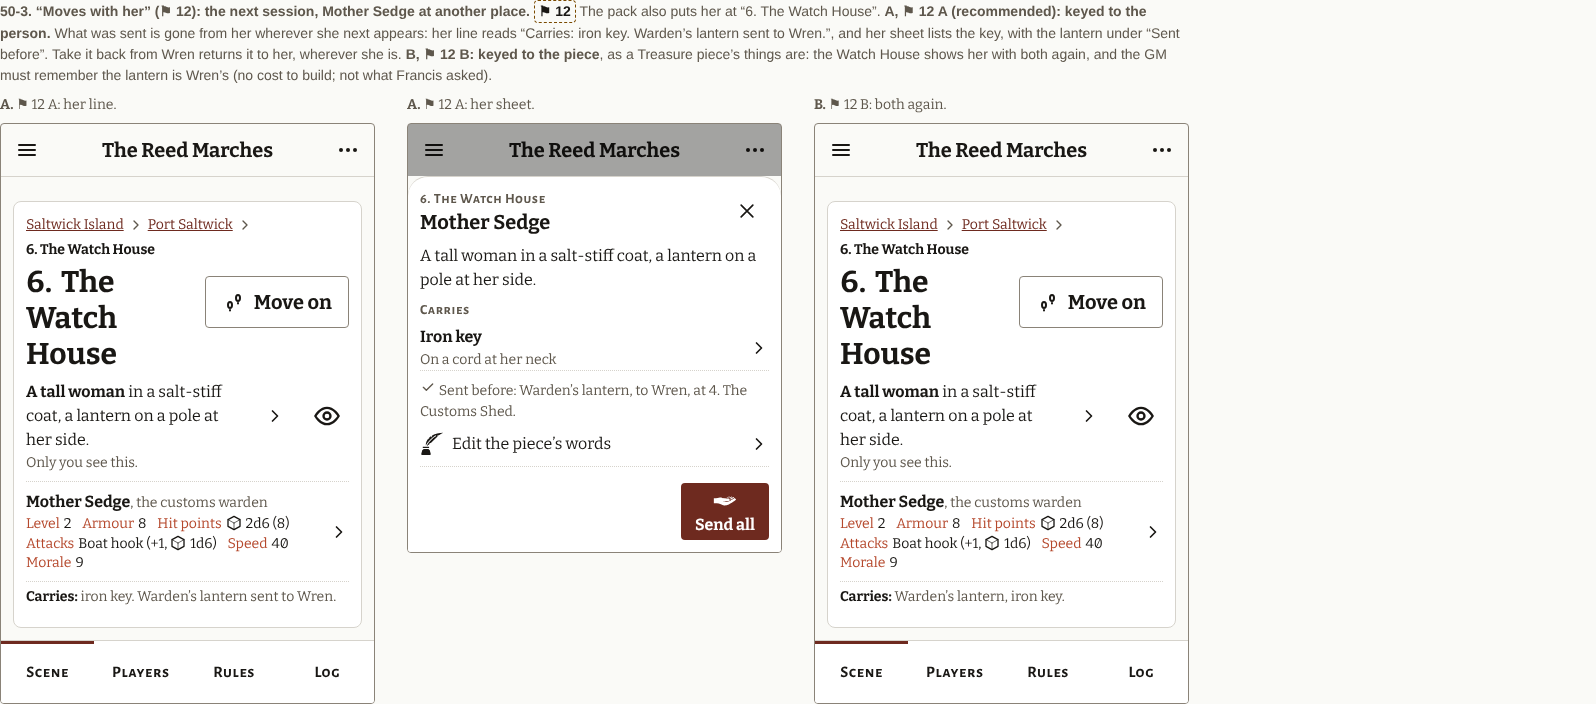 50-3. “Moves with her” (⚑ 12): the next session, Mother Sedge at another place. ⚑ 12 The pack also puts her at “6. The Watch House”. A, ⚑ 12 A (recommended): keyed to the
person. What was sent is gone from her wherever she next appears: her line reads “Carries: iron key. Warden’s lantern sent to Wren.”, and her sheet lists the key, with the lantern under “Sent
before”. Take it back from Wren returns it to her, wherever she is. B, ⚑ 12 B: keyed to the piece, as a Treasure piece’s things are: the Watch House shows her with both again, and the GM
must remember the lantern is Wren’s (no cost to build; not what Francis asked).
A. ⚑ 12 A: her line.
The Reed Marches
Saltwick Island > Port Saltwick >
6. The Watch House
6. The
Watch
House
Move on
A tall woman in a salt-stiff
coat, a lantern on a pole at
her side.
Only you see this.
Mother Sedge, the customs warden
Level 2 Armour 8 Hit points 2d6 (8)
Attacks Boat hook (+1, 1d6) Speed 40
Morale 9
Carries: iron key. Warden’s lantern sent to Wren.
Scene Players Rules Log
A. ⚑ 12 A: her sheet.
The Reed Marches
6. The Watch House
Mother Sedge
A tall woman in a salt-stiff coat, a lantern on a
pole at her side.
Carries
Iron key
On a cord at her neck
✓ Sent before: Warden’s lantern, to Wren, at 4. The
Customs Shed.
Edit the piece’s words
Send all
B. ⚑ 12 B: both again.
The Reed Marches
Saltwick Island > Port Saltwick >
6. The Watch House
6. The
Watch
House
Move on
A tall woman in a salt-stiff
coat, a lantern on a pole at
her side.
Only you see this.
Mother Sedge, the customs warden
Level 2 Armour 8 Hit points 2d6 (8)
Attacks Boat hook (+1, 1d6) Speed 40
Morale 9
Carries: Warden’s lantern, iron key.
Scene Players Rules Log